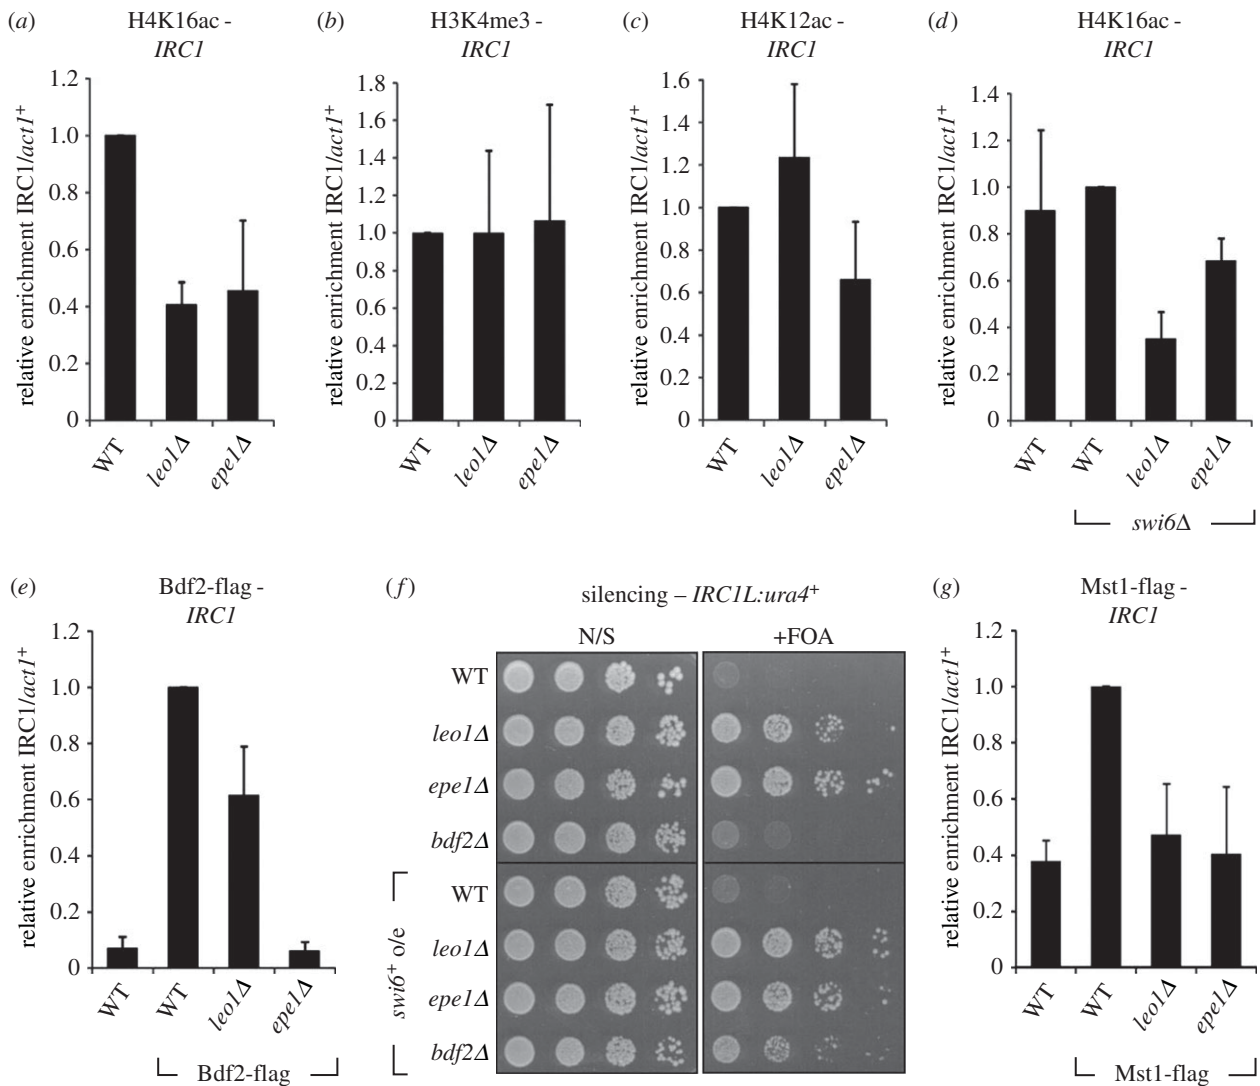 (a)
H4K16ac -
IRC1
relative enrichment IRC1/act1+
1.2
1.0
0.8
0.6
0.4
0.2
0
WT
leo1Δ
epe1Δ
(b)
H3K4me3 -
IRC1
relative enrichment IRC1/act1+
1.8
1.6
1.4
1.2
1.0
0.8
0.6
0.4
0.2
0
WT
leo1Δ
epe1Δ
(c)
H4K12ac -
IRC1
relative enrichment IRC1/act1+
1.6
1.4
1.2
1.0
0.8
0.6
0.4
0.2
0
WT
leo1Δ
epe1Δ
(d)
H4K16ac -
IRC1
relative enrichment IRC1/act1+
1.4
1.2
1.0
0.8
0.6
0.4
0.2
0
WT
WT
leo1Δ
epe1Δ
swi6Δ
(e)
Bdf2-flag -
IRC1
relative enrichment IRC1/act1+
1.2
1.0
0.8
0.6
0.4
0.2
0
WT
WT
leo1Δ
epe1Δ
Bdf2-flag
(f)
silencing – IRC1L:ura4+
N/S +FOA
WT
leo1Δ
epe1Δ
bdf2Δ
swi6+ o/e
WT
leo1Δ
epe1Δ
bdf2Δ
(g)
Mst1-flag -
IRC1
relative enrichment IRC1/act1+
1.2
1.0
0.8
0.6
0.4
0.2
0
WT
WT
leo1Δ
epe1Δ
Mst1-flag